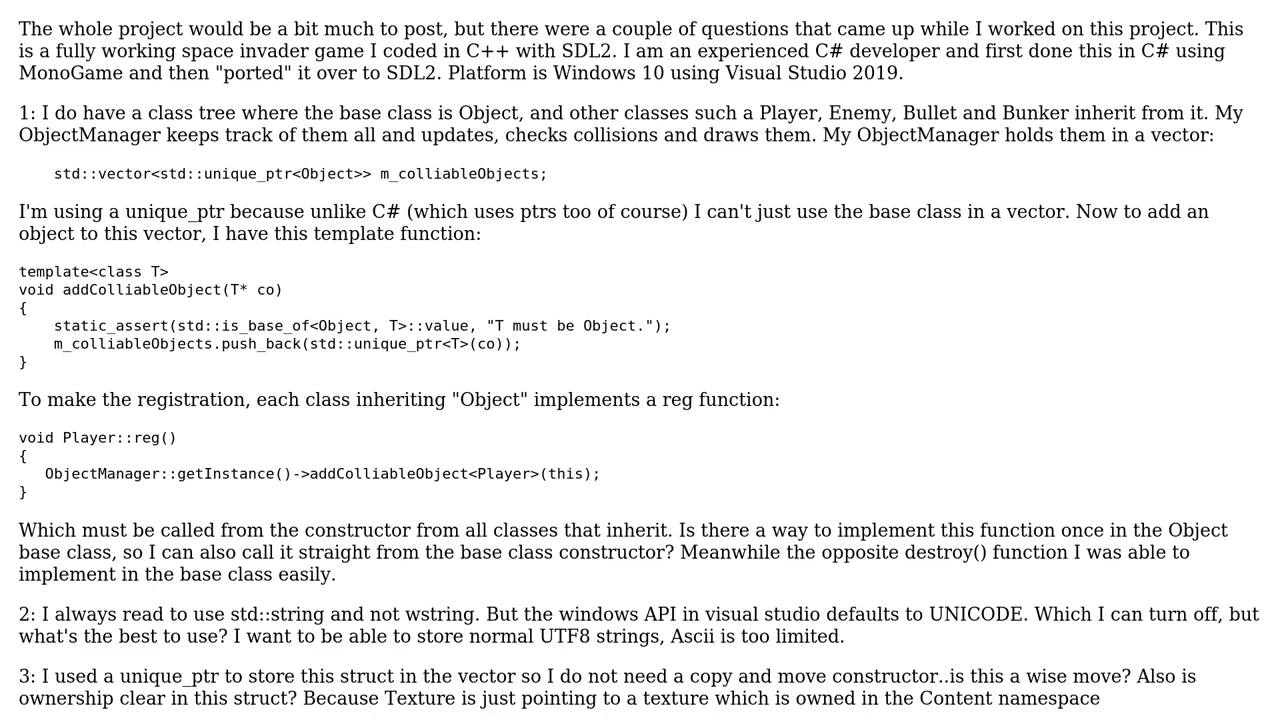 The whole project would be a bit much to post, but there were a couple of questions that came up while I worked on this project. This
is a fully working space invader game I coded in C++ with SDL2. I am an experienced C# developer and first done this in C# using
MonoGame and then "ported" it over to SDL2. Platform is Windows 10 using Visual Studio 2019.
1: I do have a class tree where the base class is Object, and other classes such a Player, Enemy, Bullet and Bunker inherit from it. My
ObjectManager keeps track of them all and updates, checks collisions and draws them. My ObjectManager holds them in a vector:
std::vector<std::unique_ptr<Object>> m_colliableObjects;
I'm using a unique_ptr because unlike C# (which uses ptrs too of course) I can't just use the base class in a vector. Now to add an
object to this vector, I have this template function:
template<class T>
void addColliableObject(T* co)
{
    static_assert(std::is_base_of<Object, T>::value, "T must be Object.");
    m_colliableObjects.push_back(std::unique_ptr<T>(co));
}
To make the registration, each class inheriting "Object" implements a reg function:
void Player::reg()
{
   ObjectManager::getInstance()->addColliableObject<Player>(this);
}
Which must be called from the constructor from all classes that inherit. Is there a way to implement this function once in the Object
base class, so I can also call it straight from the base class constructor? Meanwhile the opposite destroy() function I was able to
implement in the base class easily.
2: I always read to use std::string and not wstring. But the windows API in visual studio defaults to UNICODE. Which I can turn off, but
what's the best to use? I want to be able to store normal UTF8 strings, Ascii is too limited.
3: I used a unique_ptr to store this struct in the vector so I do not need a copy and move constructor..is this a wise move? Also is
ownership clear in this struct? Because Texture is just pointing to a texture which is owned in the Content namespace